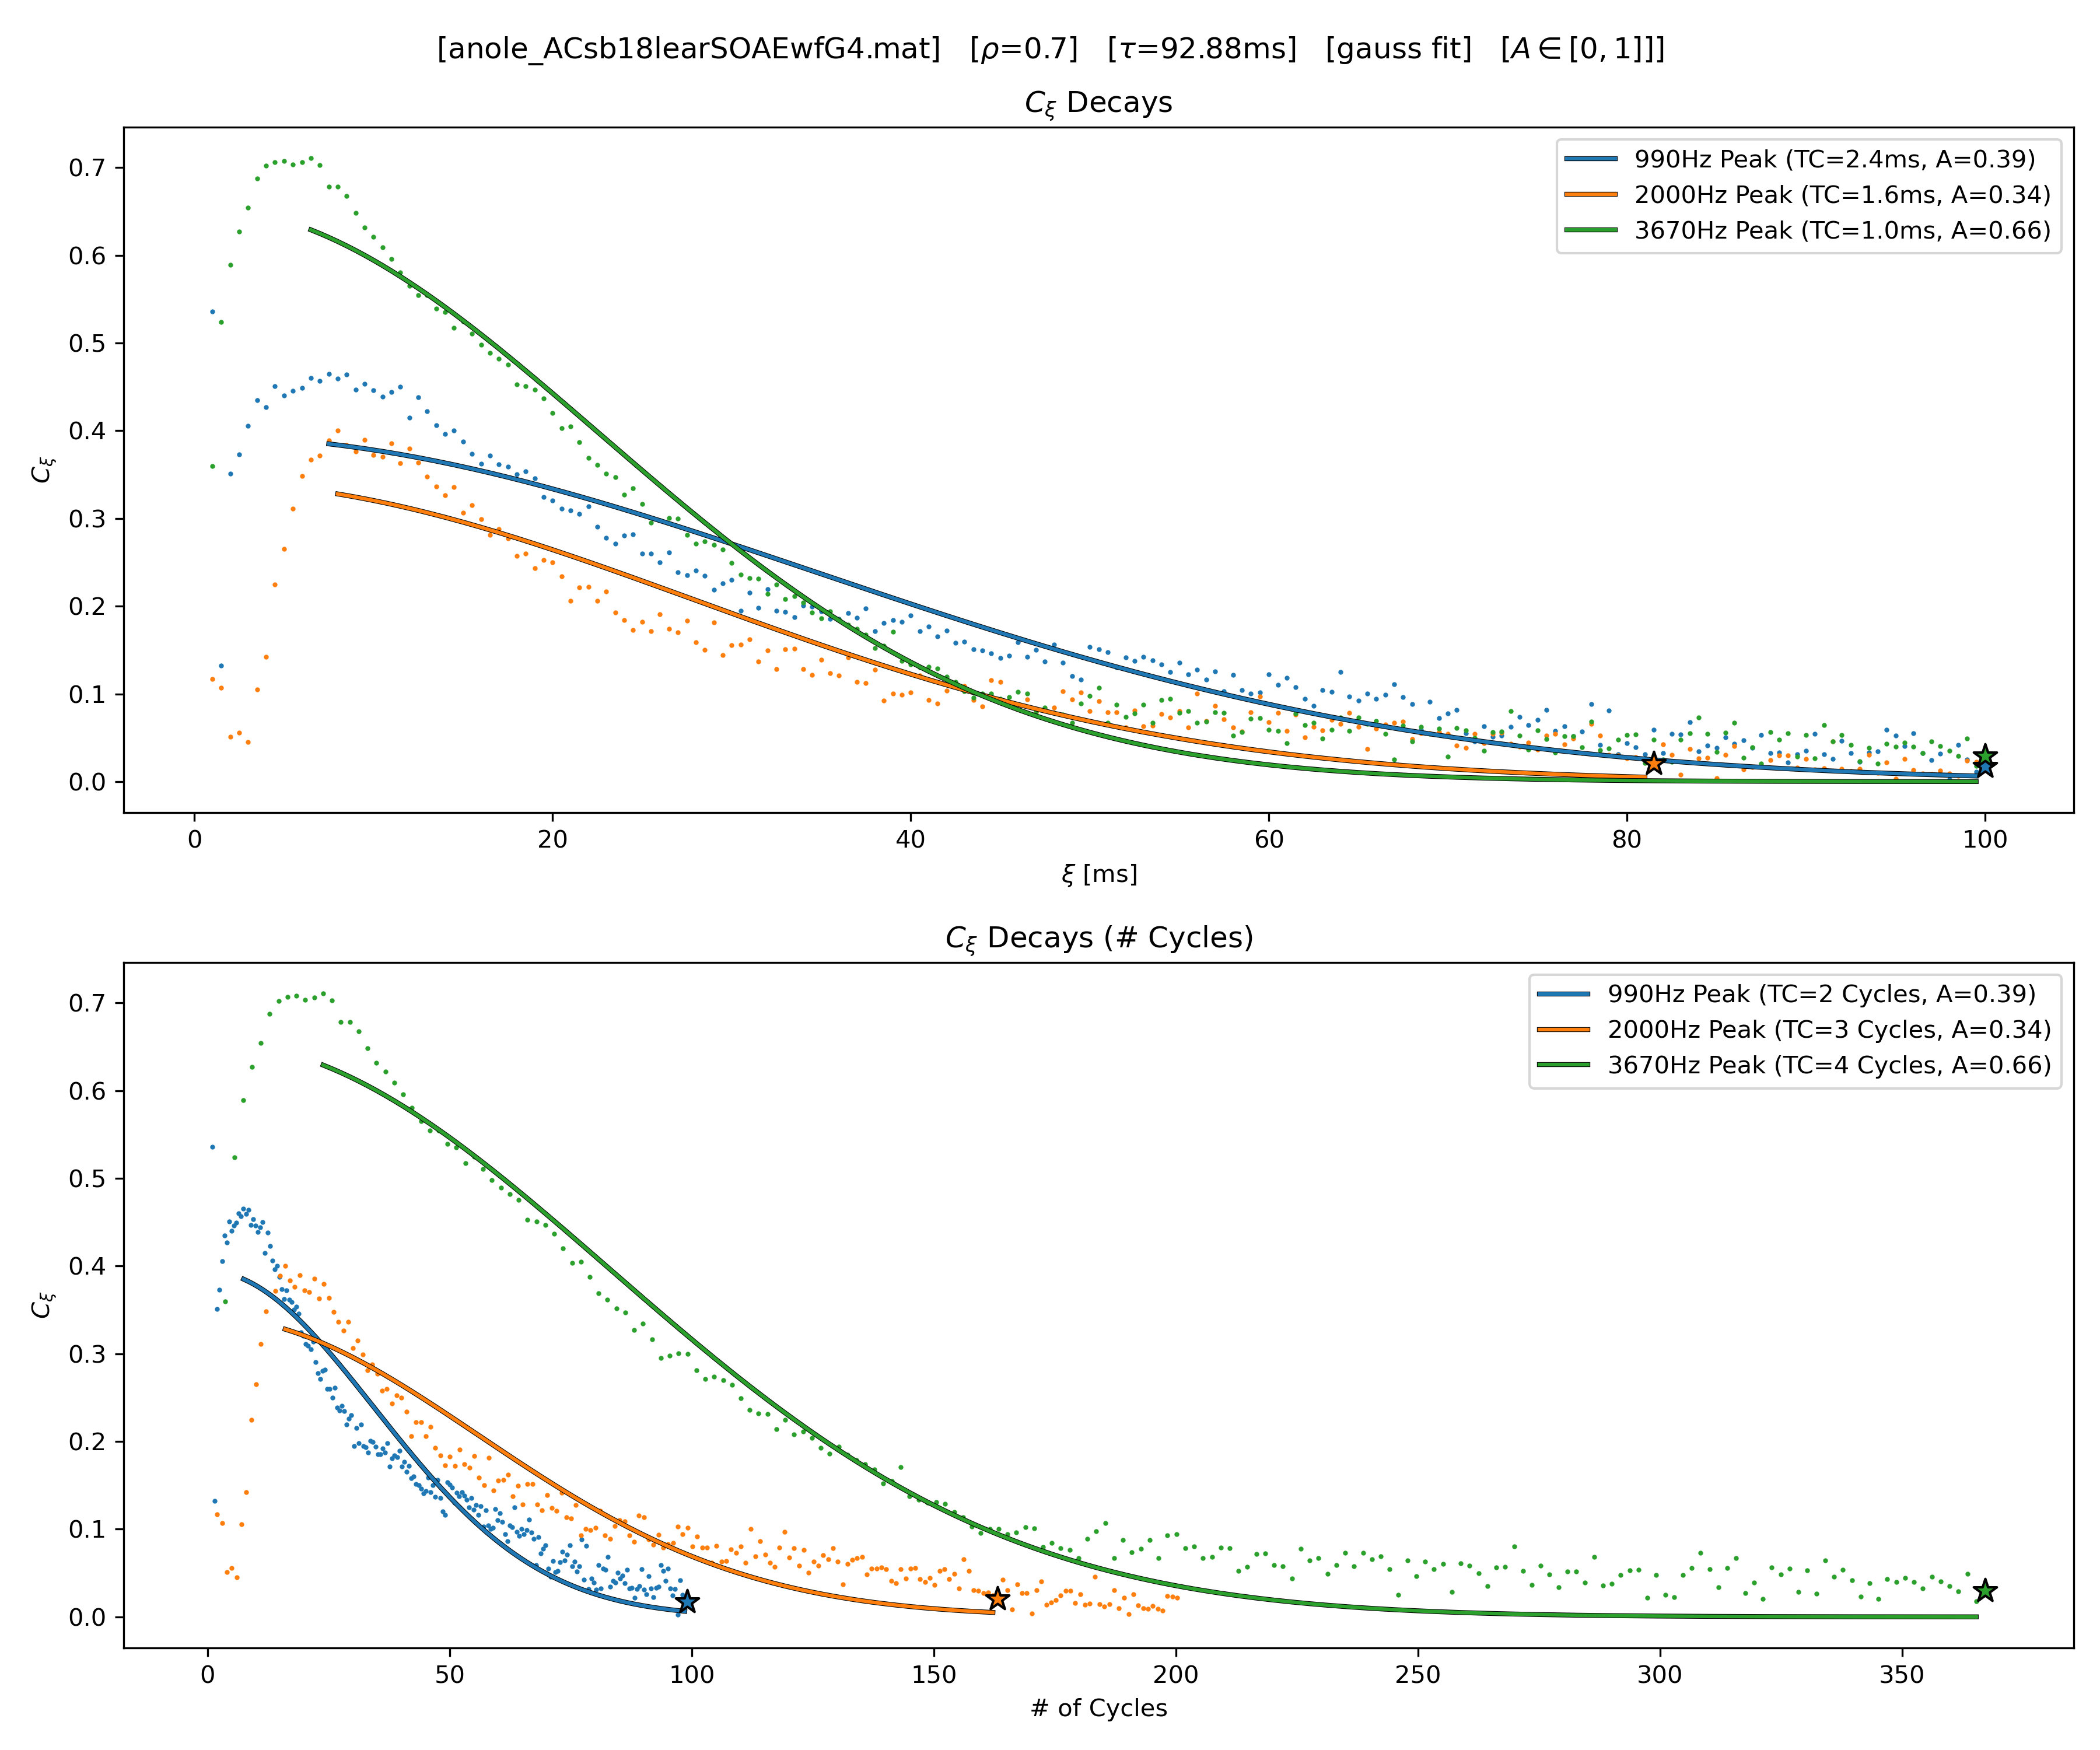 [anole_ACsb18learSOAEwfG4.mat]   [ρ=0.7]   [τ=92.88ms]   [gauss fit]   [A ∈ [0, 1]]]
C_ξ Decays
0.7
0.6
0.5
0.4
0.3
0.2
0.1
0.0
C_ξ
990Hz Peak (TC=2.4ms, A=0.39)
2000Hz Peak (TC=1.6ms, A=0.34)
3670Hz Peak (TC=1.0ms, A=0.66)
0 20 40 60 80 100
ξ [ms]
C_ξ Decays (# Cycles)
0.7
0.6
0.5
0.4
0.3
0.2
0.1
0.0
C_ξ
990Hz Peak (TC=2 Cycles, A=0.39)
2000Hz Peak (TC=3 Cycles, A=0.34)
3670Hz Peak (TC=4 Cycles, A=0.66)
0 50 100 150 200 250 300 350
# of Cycles